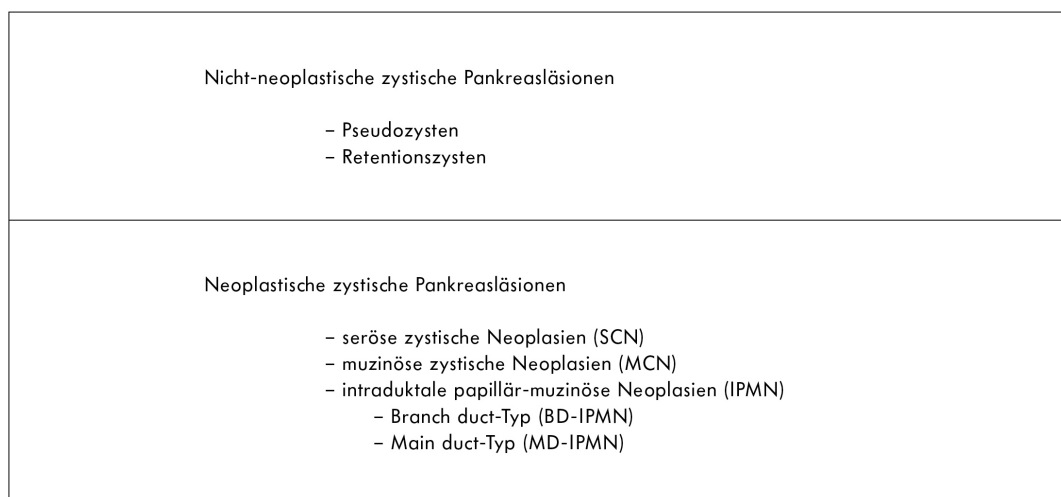 Nicht-neoplastische zystische Pankreasläsionen
– Pseudozysten
– Retentionszysten
Neoplastische zystische Pankreasläsionen
– seröse zystische Neoplasien (SCN)
– muzinöse zystische Neoplasien (MCN)
– intraduktale papillär-muzinöse Neoplasien (IPMN)
– Branch duct-Typ (BD-IPMN)
– Main duct-Typ (MD-IPMN)